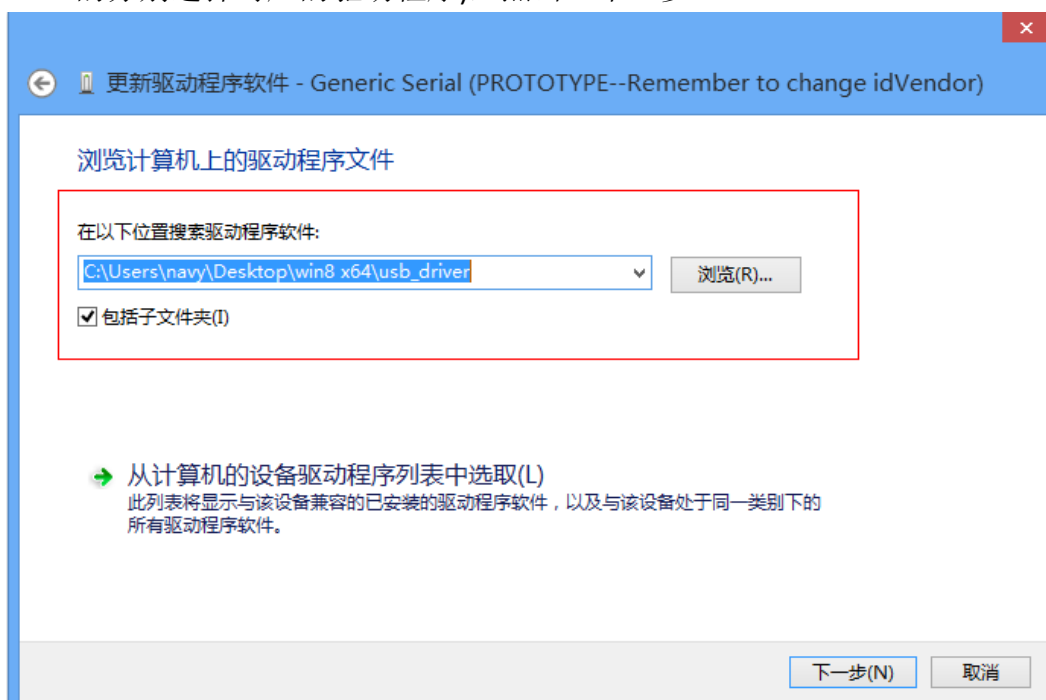 更新驱动程序软件 - Generic Serial (PROTOTYPE--Remember to change idVendor)
浏览计算机上的驱动程序文件
在以下位置搜索驱动程序软件:
C:\Users\navy\Desktop\win8 x64\usb_driver
浏览(R)...
包括子文件夹(I)
从计算机的设备驱动程序列表中选取(L)
此列表将显示与该设备兼容的已安装的驱动程序软件，以及与该设备处于同一类别下的
所有驱动程序软件。
下一步(N)
取消